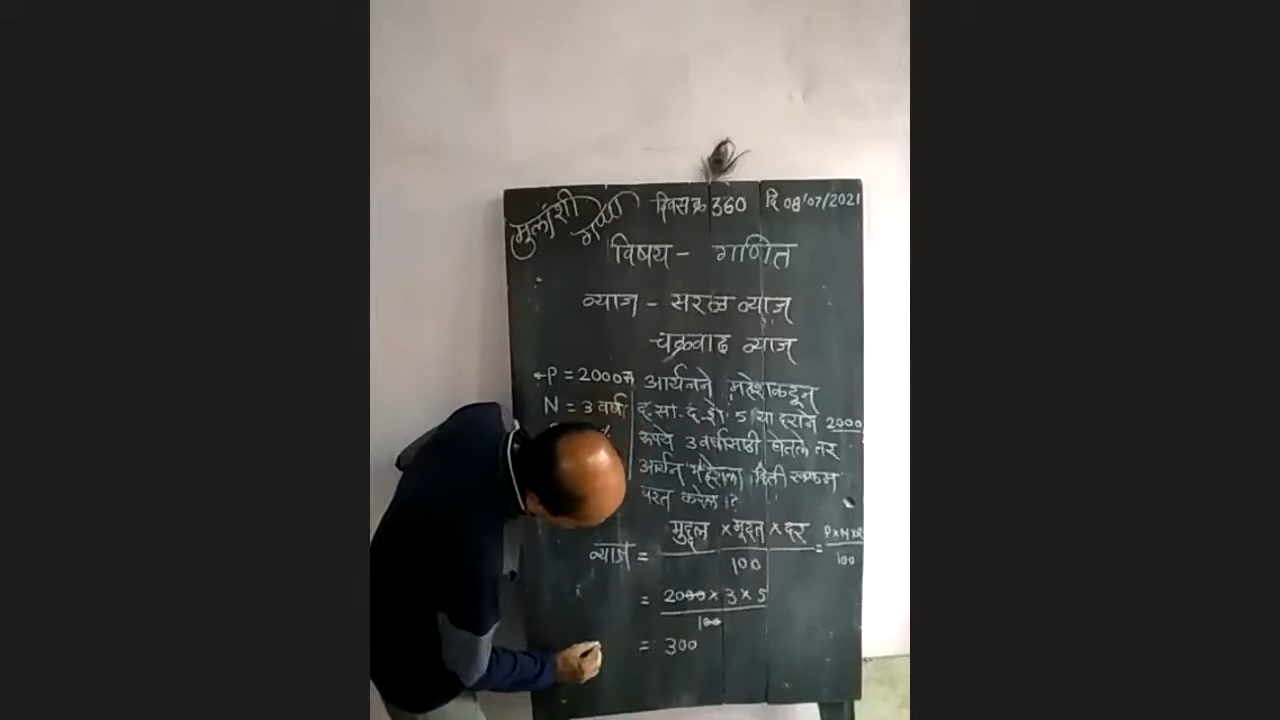 मुलांशी
दिवस क्र 360 दि 08/07/2021
विषय - गणित
व्याज - सरळ व्याज
चक्रवाढ व्याज
P = 2000रु
N = 3 वर्षा
आर्यनने महेशकडून
द. सा. द. शे. 5 या दराने 2000
रूपये 3 वर्षासाठी घेतले तर
आर्यन महेशला किती रक्कम
परत करेल ?
व्याज = मुद्दल × मुदत × दर / 100 = P×N×R / 100
= 2000 × 3 × 5 / 100
= 300